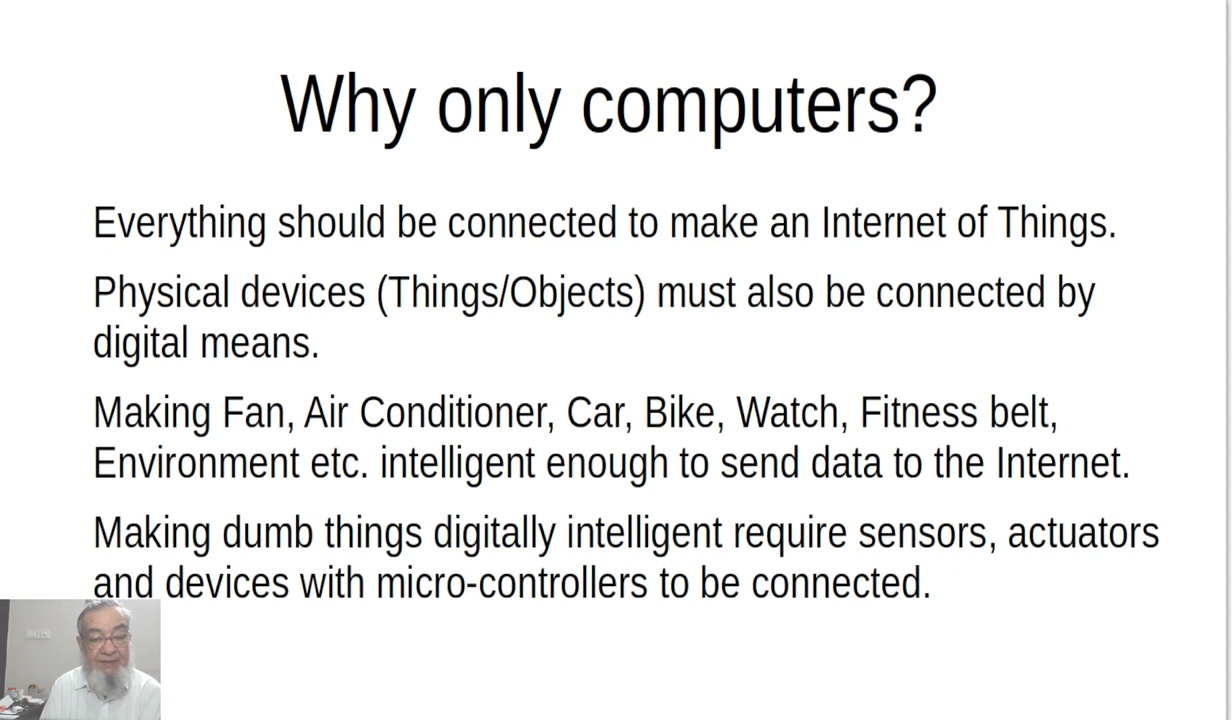 Why only computers?
Everything should be connected to make an Internet of Things.
Physical devices (Things/Objects) must also be connected by
digital means.
Making Fan, Air Conditioner, Car, Bike, Watch, Fitness belt,
Environment etc. intelligent enough to send data to the Internet.
Making dumb things digitally intelligent require sensors, actuators
and devices with micro-controllers to be connected.